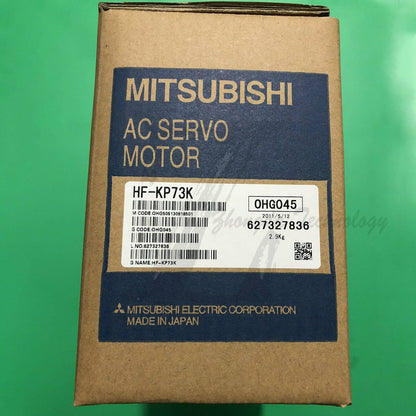 MITSUBISHI
AC SERVO
MOTOR
HF-KP73K
OHG045
2011/5/12
627327836
2.9Kg
G CODE:OHG045
L NO:627327836
G NAME:HF-KP73K
MITSUBISHI ELECTRIC CORPORATION
MADE IN JAPAN